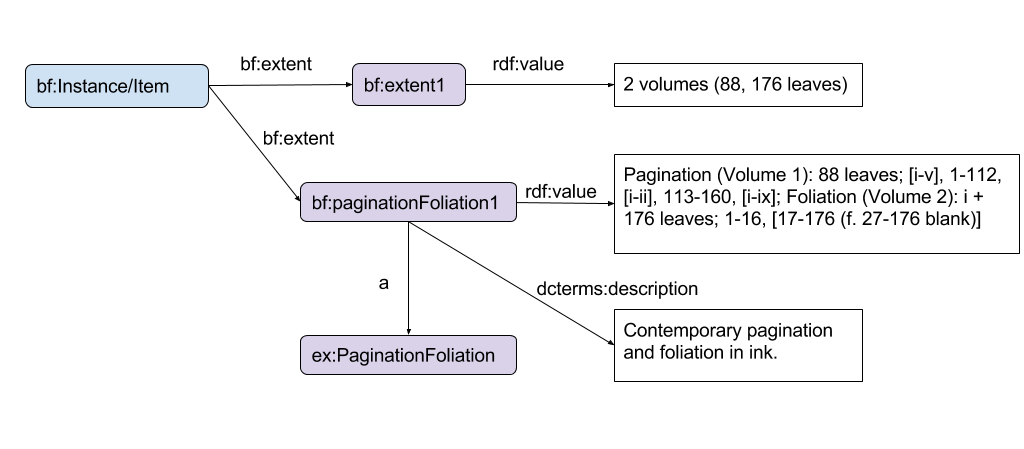 bf:extent
rdf:value
bf:Instance/Item
bf:extent1
2 volumes (88, 176 leaves)
bf:extent
Pagination (Volume 1): 88 leaves; [i-v], 1-112,
[i-ii], 113-160, [i-ix]; Foliation (Volume 2): i +
176 leaves; 1-16, [17-176 (f. 27-176 blank)]
rdf:value
bf:paginationFoliation1
a
dcterms:description
Contemporary pagination
and foliation in ink.
ex:PaginationFoliation